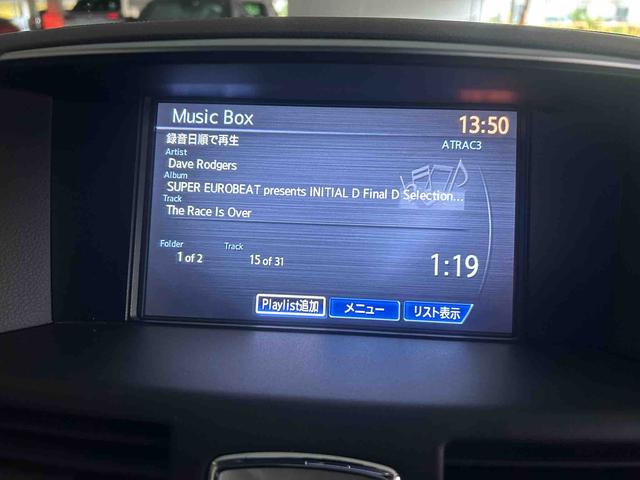 Music Box
13:50
録音日順で再生
ATRAC3
Artist
Dave Rodgers
Album
SUPER EUROBEAT presents INITIAL D Final D Selection...
Track
The Race Is Over
Folder Track
1 of 2 15 of 31
1:19
Playlist追加 メニュー リスト表示